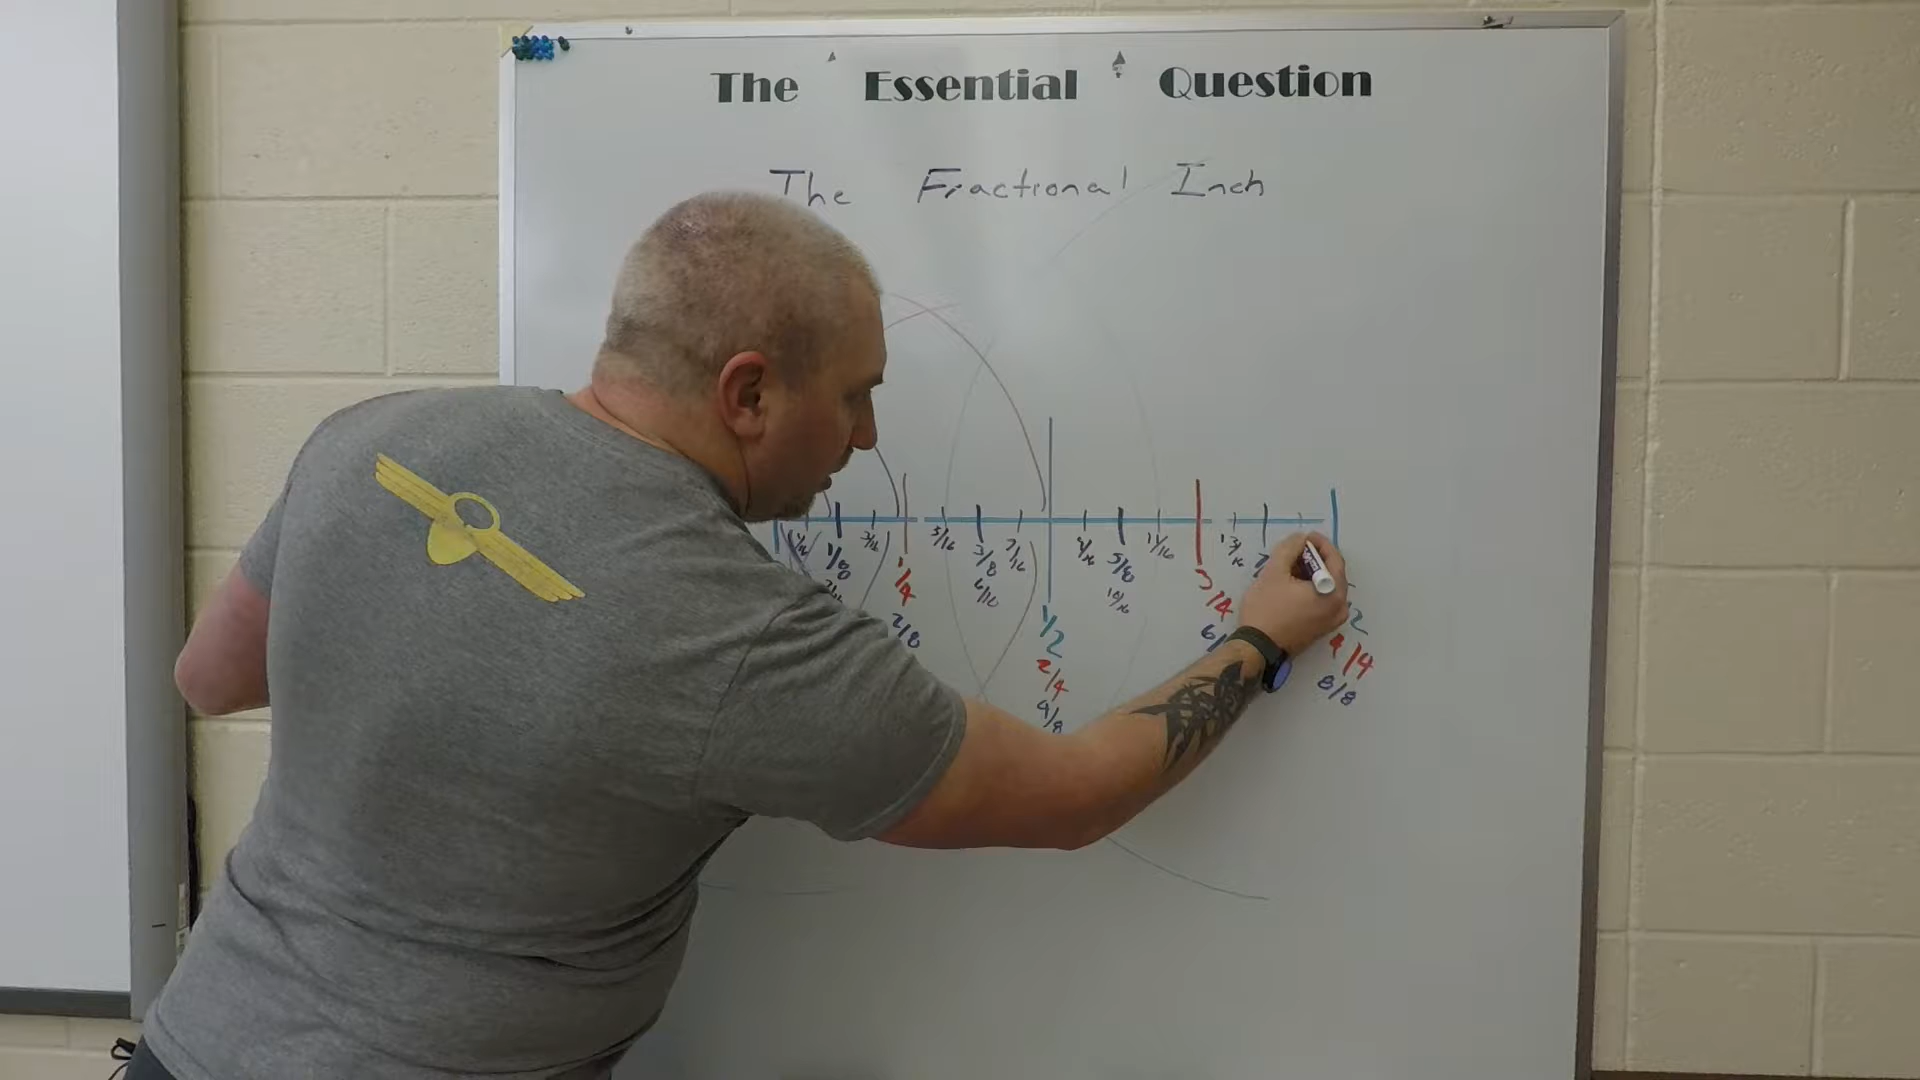 The Essential Question
The Fractional Inch
1/16 1/8 3/16 1/4 5/16 3/8 7/16 1/2 9/16 5/8 11/16 3/4 13/16
2/8 6/16 2/4 10/16 4/4
4/8 8/8